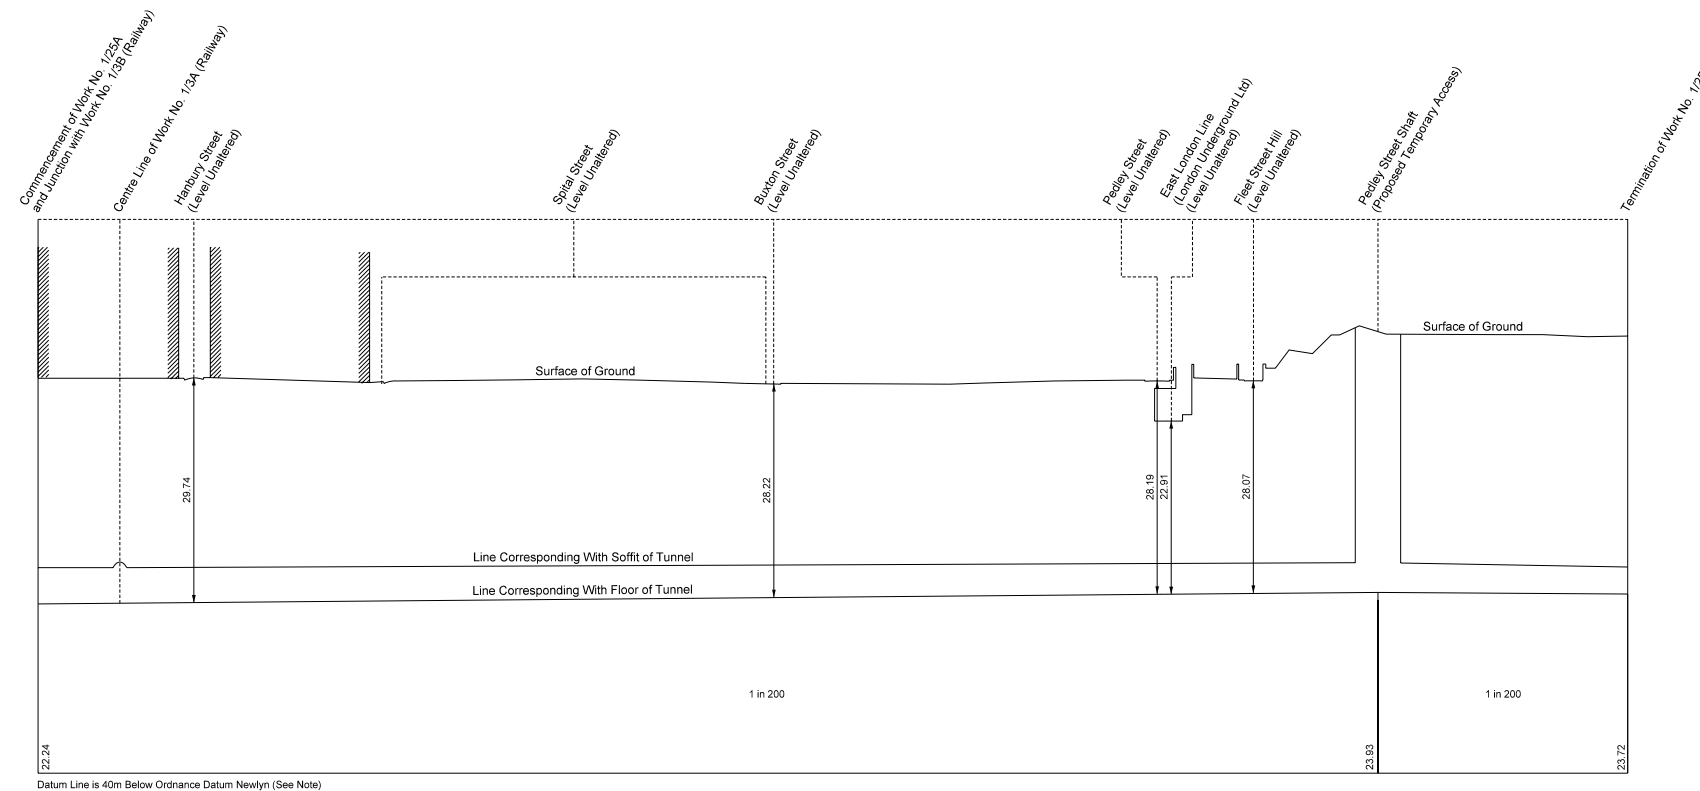 Commencement of Work No. 1/25A
and Junction with Work No. 1/3B (Railway)
Centre Line of Work No. 1/3A (Railway)
Hanbury Street
(Level Unaltered)
Spital Street
(Level Unaltered)
Buxton Street
(Level Unaltered)
Pedley Street
(Level Unaltered)
East London Line
(London Underground Ltd)
(Level Unaltered)
Fleet Street Hill
(Level Unaltered)
Pedley Street Shaft
(Proposed Temporary Access)
Termination of Work No.
Surface of Ground
Surface of Ground
29.74
28.22
28.19
22.91
28.07
Line Corresponding With Soffit of Tunnel
Line Corresponding With Floor of Tunnel
1 in 200
1 in 200
22.24
23.93
23.72
Datum Line is 40m Below Ordnance Datum Newlyn (See Note)